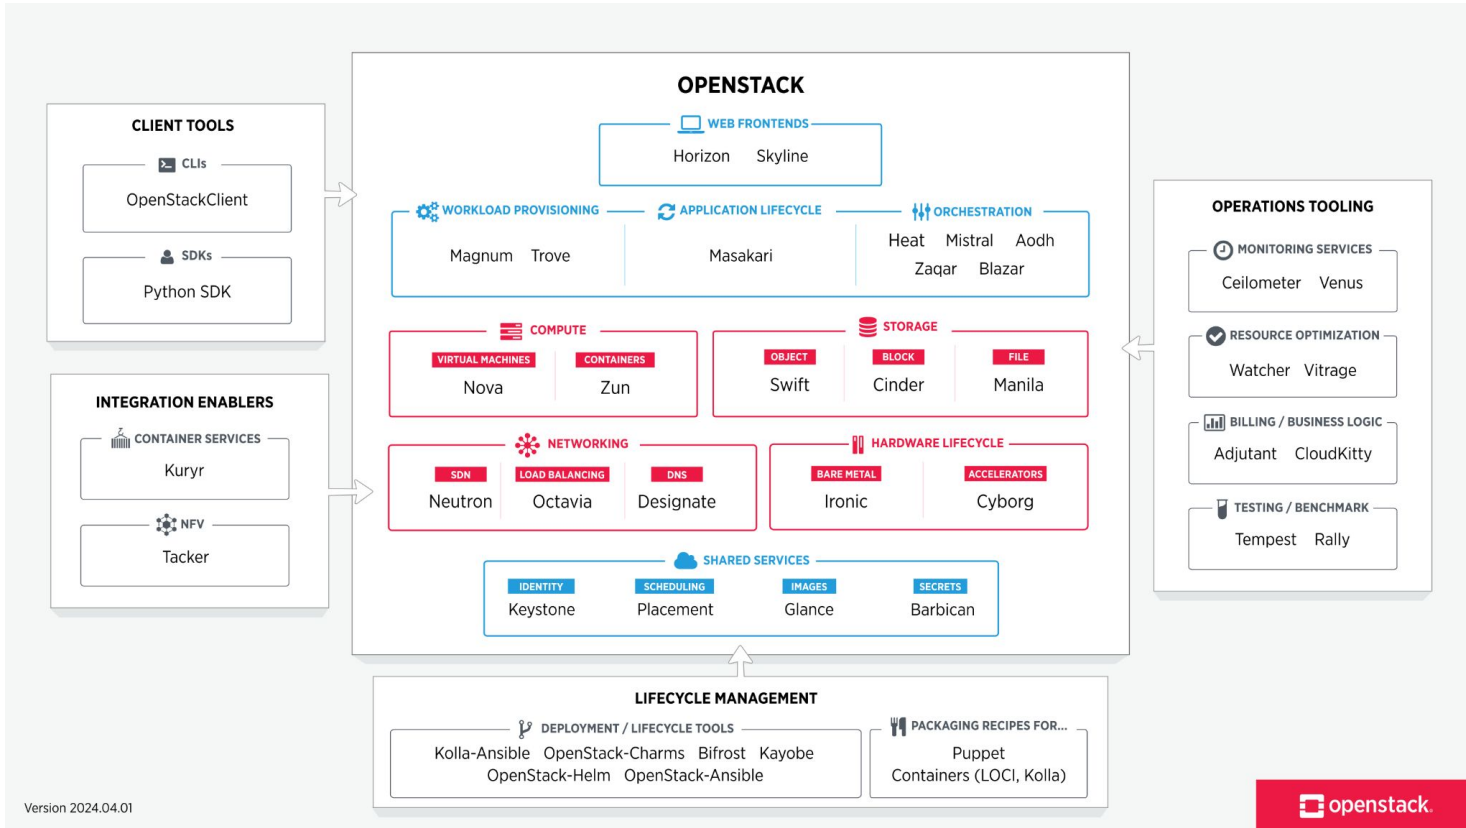 OPENSTACK
WEB FRONTENDS
Horizon Skyline
WORKLOAD PROVISIONING
Magnum Trove
APPLICATION LIFECYCLE
Masakari
ORCHESTRATION
Heat Mistral Aodh
Zaqar Blazar
COMPUTE
VIRTUAL MACHINES
Nova
CONTAINERS
Zun
STORAGE
OBJECT
Swift
BLOCK
Cinder
FILE
Manila
NETWORKING
SDN
Neutron
LOAD BALANCING
Octavia
DNS
Designate
HARDWARE LIFECYCLE
BARE METAL
Ironic
ACCELERATORS
Cyborg
SHARED SERVICES
IDENTITY
Keystone
SCHEDULING
Placement
IMAGES
Glance
SECRETS
Barbican
CLIENT TOOLS
CLIs
OpenStackClient
SDKs
Python SDK
INTEGRATION ENABLERS
CONTAINER SERVICES
Kuryr
NFV
Tacker
OPERATIONS TOOLING
MONITORING SERVICES
Ceilometer Venus
RESOURCE OPTIMIZATION
Watcher Vitrage
BILLING / BUSINESS LOGIC
Adjutant CloudKitty
TESTING / BENCHMARK
Tempest Rally
LIFECYCLE MANAGEMENT
DEPLOYMENT / LIFECYCLE TOOLS
Kolla-Ansible OpenStack-Charms Bifrost Kayobe
OpenStack-Helm OpenStack-Ansible
PACKAGING RECIPES FOR...
Puppet
Containers (LOCI, Kolla)
Version 2024.04.01
openstack.